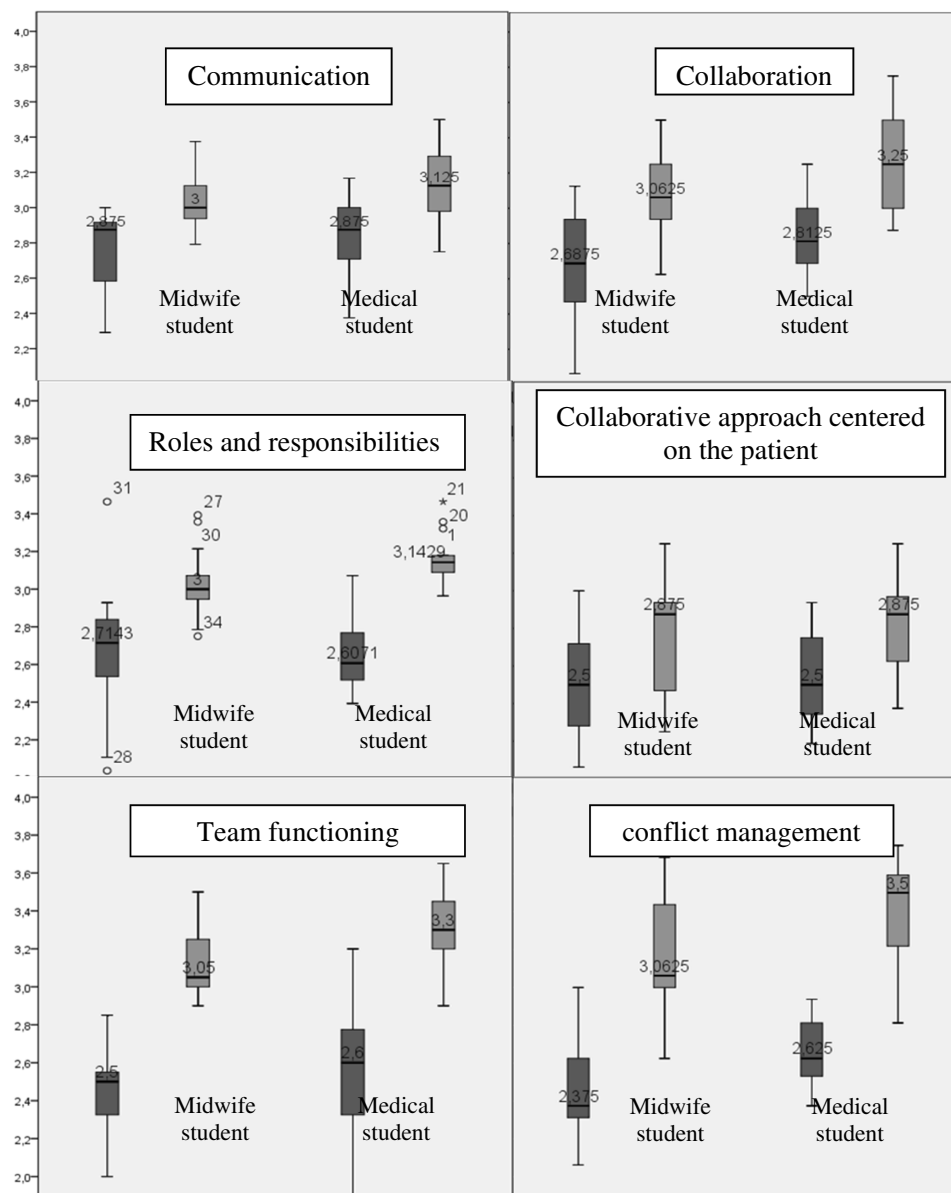 Communication
4,0
3,8
3,6
3,4
3,2
3,0
2,8
2,6
2,4
2,2
2,875
3
2,875
3,125
Midwife
student
Medical
student
Collaboration
2,6875
3,0625
2,8125
3,25
Midwife
student
Medical
student
Roles and responsibilities
4,0
3,8
3,6
3,4
3,2
3,0
2,8
2,6
2,4
2,2
31
27
30
21
20
1
3,1429
3
34
2,7143
2,6071
28
Midwife
student
Medical
student
Collaborative approach centered
on the patient
2,5
2,875
2,5
2,875
Midwife
student
Medical
student
Team functioning
4,0
3,8
3,6
3,4
3,2
3,0
2,8
2,6
2,4
2,2
2,0
2,5
3,05
2,6
3,3
Midwife
student
Medical
student
conflict management
2,375
3,0625
2,625
3,5
Midwife
student
Medical
student